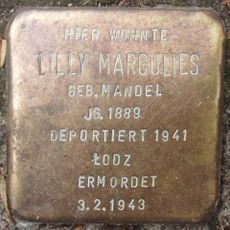 HIER WOHNTE
LILLY MARGULIES
GEB. MANDEL
JG. 1889
DEPORTIERT 1941
ŁODZ
ERMORDET
3.2.1943